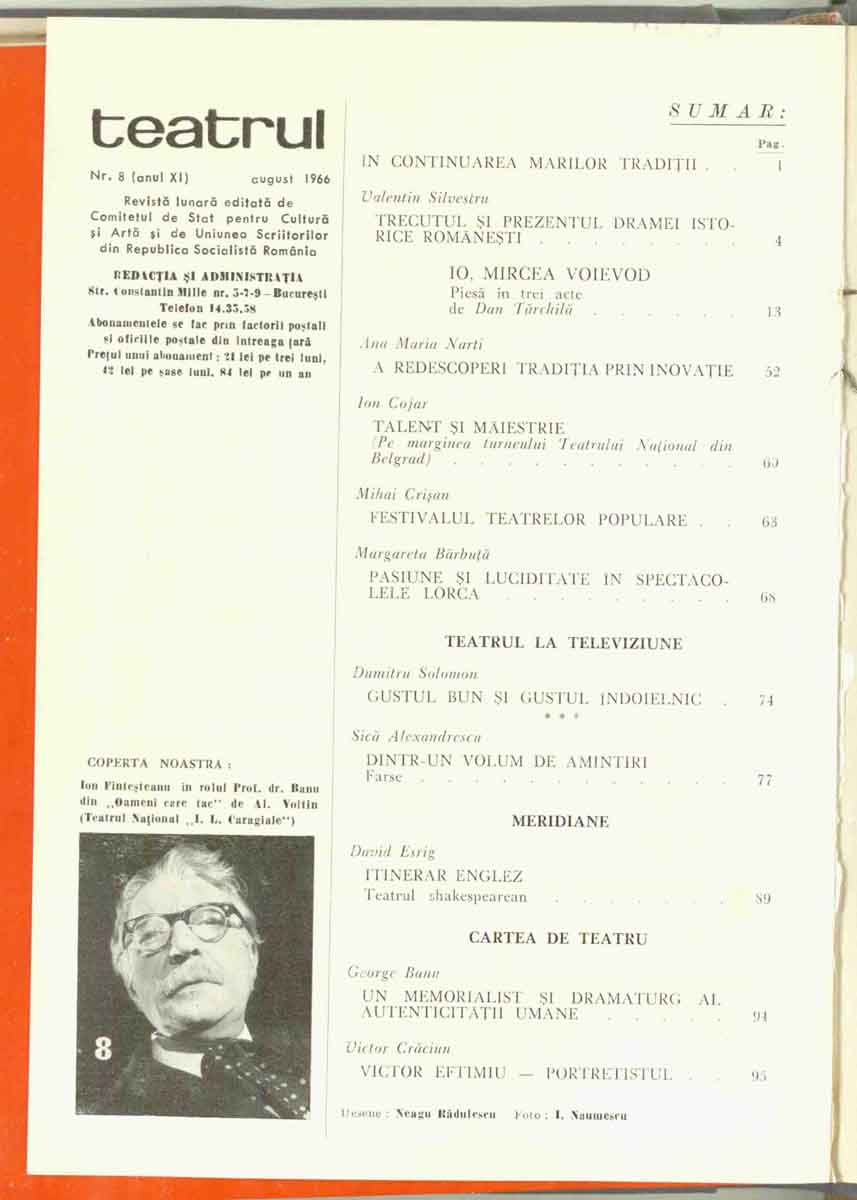 teatrul
Nr. 8 (anul XI) august 1966
Revistă lunară editată de
Comitetul de Stat pentru Cultură
și Artă și de Uniunea Scriitorilor
din Republica Socialistă România
REDACȚIA ȘI ADMINISTRAȚIA
Str. Constantin Mille nr. 5-7-9 – București
Telefon 14.35.58
Abonamentele se fac prin factorii poștali
și oficiile poștale din întreaga țară
Prețul unui abonament : 21 lei pe trei luni,
42 lei pe șase luni, 84 lei pe un an
COPERTA NOASTRA :
Ion Finteșteanu în rolul Prof. dr. Banu
din „Oameni care tac" de Al. Voitin
(Teatrul Național „I. L. Caragiale")
8
SUMAR:
Pag.
IN CONTINUAREA MARILOR TRADIȚII . . 1
Valentin Silvestru
TRECUTUL ȘI PREZENTUL DRAMEI ISTO-
RICE ROMÂNEȘTI . . . . . . . . 4
IO, MIRCEA VOIEVOD
Piesă în trei acte
de Dan Tărchilă . . . . . . 13
Ana Maria Narti
A REDESCOPERI TRADIȚIA PRIN INOVAȚIE 52
Ion Cojar
TALENT ȘI MĂIESTRIE
(Pe marginea turneului Teatrului Național din
Belgrad) . . . . . . . . . . . 60
Mihai Crișan
FESTIVALUL TEATRELOR POPULARE . . 63
Margareta Bărbuță
PASIUNE ȘI LUCIDITATE ÎN SPECTACO-
LELE LORCA . . . . . . . . . 68
TEATRUL LA TELEVIZIUNE
Dumitru Solomon
GUSTUL BUN ȘI GUSTUL ÎNDOIELNIC . 74
* * *
Sică Alexandrescu
DINTR-UN VOLUM DE AMINTIRI
Farse . . . . . . . . . . . . 77
MERIDIANE
David Esrig
ITINERAR ENGLEZ
Teatrul shakespearean . . . . . . . 89
CARTEA DE TEATRU
George Banu
UN MEMORIALIST ȘI DRAMATURG AL
AUTENTICITĂȚII UMANE . . . . . 94
Victor Crăciun
VICTOR EFTIMIU — PORTRETISTUL . . 95
Desene : Neagu Rădulescu Foto : I. Naumescu